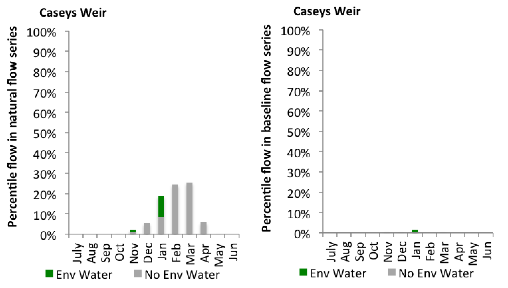 Caseys Weir
Percentile flow in natural flow series
100%
90%
80%
70%
60%
50%
40%
30%
20%
10%
0%
July Aug Sep Oct Nov Dec Jan Feb Mar Apr May Jun
Env Water No Env Water
Caseys Weir
Percentile flow in baseline flow series
100%
90%
80%
70%
60%
50%
40%
30%
20%
10%
0%
July Aug Sep Oct Nov Dec Jan Feb Mar Apr May Jun
Env Water No Env Water